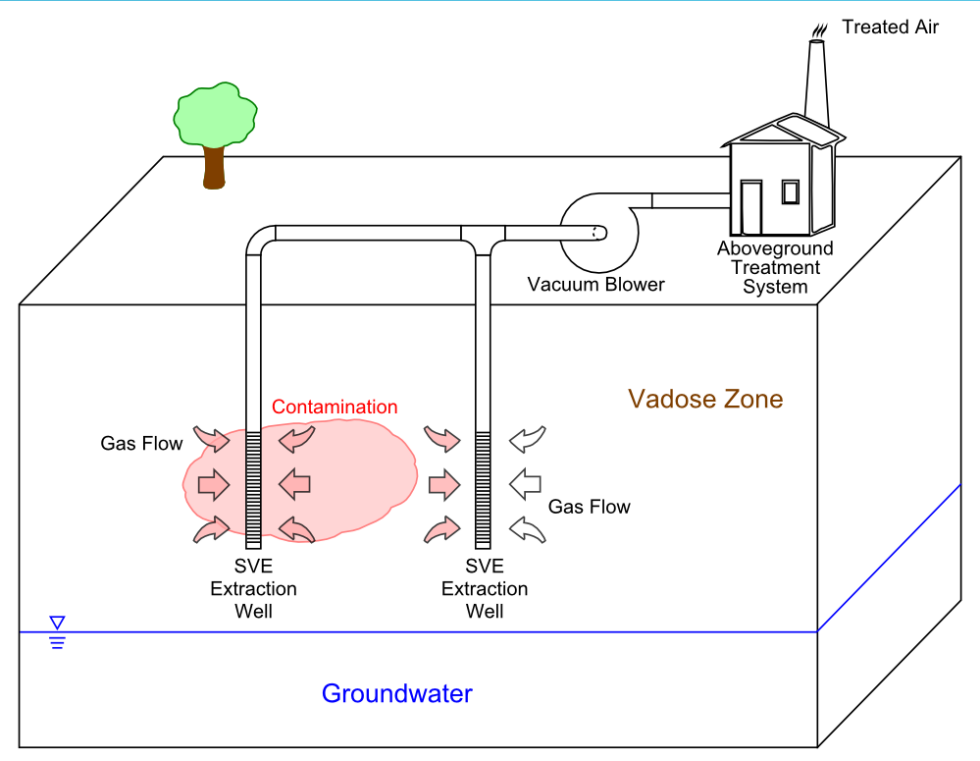 Treated Air
Aboveground
Treatment
System
Vacuum Blower
Contamination
Vadose Zone
Gas Flow
Gas Flow
SVE
Extraction
Well
SVE
Extraction
Well
Groundwater